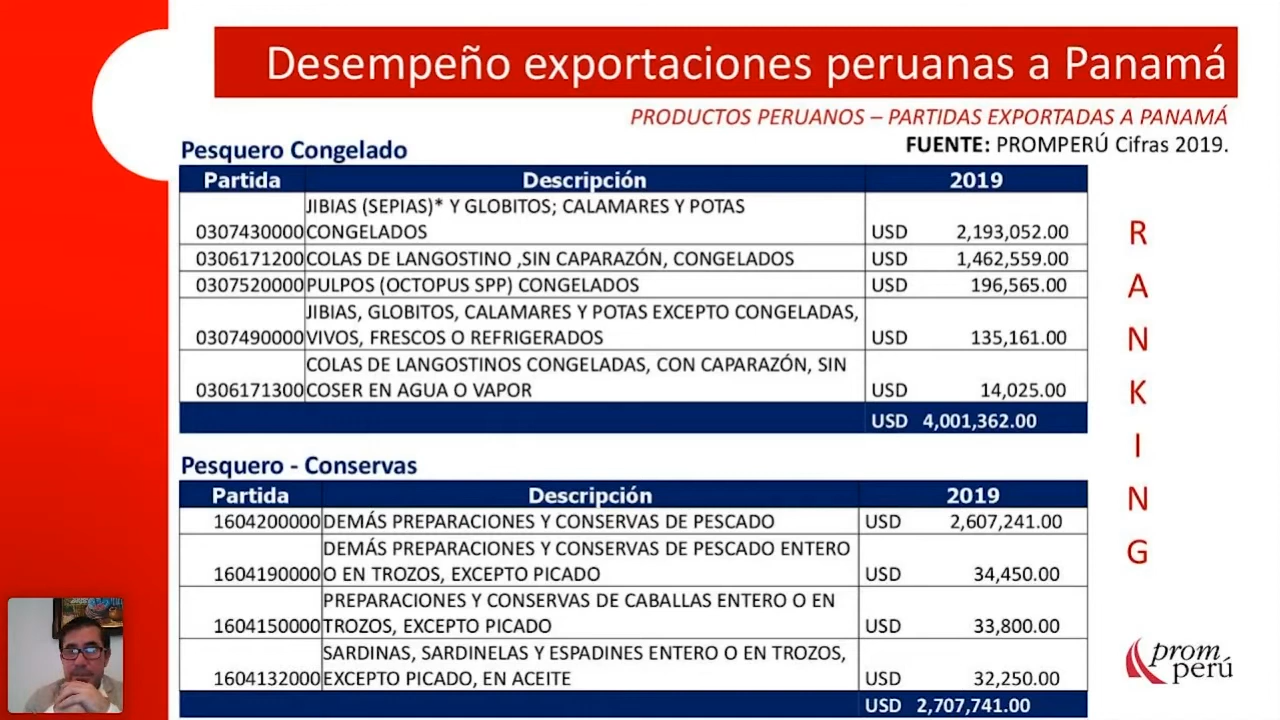 Desempeño exportaciones peruanas a Panamá
PRODUCTOS PERUANOS – PARTIDAS EXPORTADAS A PANAMÁ
FUENTE: PROMPERÚ Cifras 2019.
Pesquero Congelado
Partida Descripción 2019
JIBIAS (SEPIAS)* Y GLOBITOS; CALAMARES Y POTAS
0307430000 CONGELADOS USD 2,193,052.00
0306171200 COLAS DE LANGOSTINO ,SIN CAPARAZÓN, CONGELADOS USD 1,462,559.00
0307520000 PULPOS (OCTOPUS SPP) CONGELADOS USD 196,565.00
JIBIAS, GLOBITOS, CALAMARES Y POTAS EXCEPTO CONGELADAS,
0307490000 VIVOS, FRESCOS O REFRIGERADOS USD 135,161.00
COLAS DE LANGOSTINOS CONGELADAS, CON CAPARAZÓN, SIN
0306171300 COSER EN AGUA O VAPOR USD 14,025.00
USD 4,001,362.00
Pesquero - Conservas
Partida Descripción 2019
1604200000 DEMÁS PREPARACIONES Y CONSERVAS DE PESCADO USD 2,607,241.00
DEMÁS PREPARACIONES Y CONSERVAS DE PESCADO ENTERO
1604190000 O EN TROZOS, EXCEPTO PICADO USD 34,450.00
PREPARACIONES Y CONSERVAS DE CABALLAS ENTERO O EN
1604150000 TROZOS, EXCEPTO PICADO USD 33,800.00
SARDINAS, SARDINELAS Y ESPADINES ENTERO O EN TROZOS,
1604132000 EXCEPTO PICADO, EN ACEITE USD 32,250.00
USD 2,707,741.00
R
A
N
K
I
N
G
prom
perú